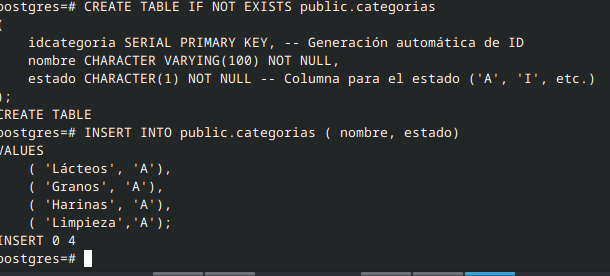 postgres=# CREATE TABLE IF NOT EXISTS public.categorias
(
    idcategoria SERIAL PRIMARY KEY, -- Generación automática de ID
    nombre CHARACTER VARYING(100) NOT NULL,
    estado CHARACTER(1) NOT NULL -- Columna para el estado ('A', 'I', etc.)
);
CREATE TABLE
postgres=# INSERT INTO public.categorias ( nombre, estado)
VALUES
    ( 'Lácteos', 'A'),
    ( 'Granos', 'A'),
    ( 'Harinas', 'A'),
    ( 'Limpieza','A');
INSERT 0 4
postgres=#